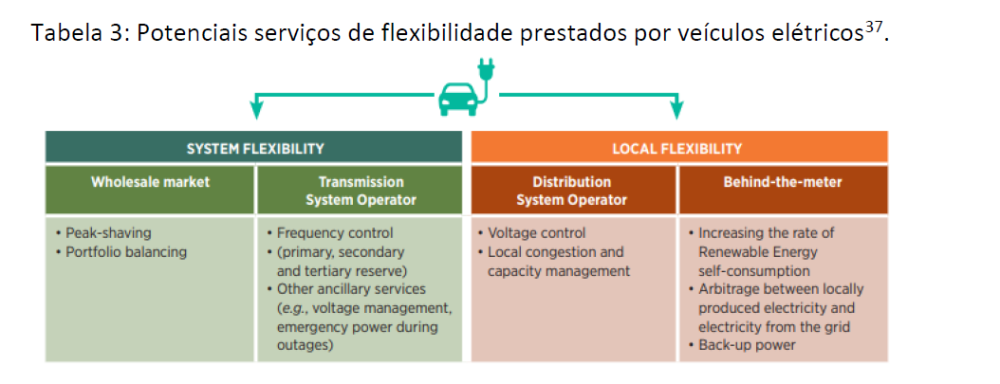 Tabela 3: Potenciais serviços de flexibilidade prestados por veículos elétricos³⁷.
SYSTEM FLEXIBILITY
LOCAL FLEXIBILITY
Wholesale market
Transmission
System Operator
Distribution
System Operator
Behind-the-meter
• Peak-shaving
• Portfolio balancing
• Frequency control
• (primary, secondary
and tertiary reserve)
• Other ancillary services
(e.g., voltage management,
emergency power during
outages)
• Voltage control
• Local congestion and
capacity management
• Increasing the rate of
Renewable Energy
self-consumption
• Arbitrage between locally
produced electricity and
electricity from the grid
• Back-up power